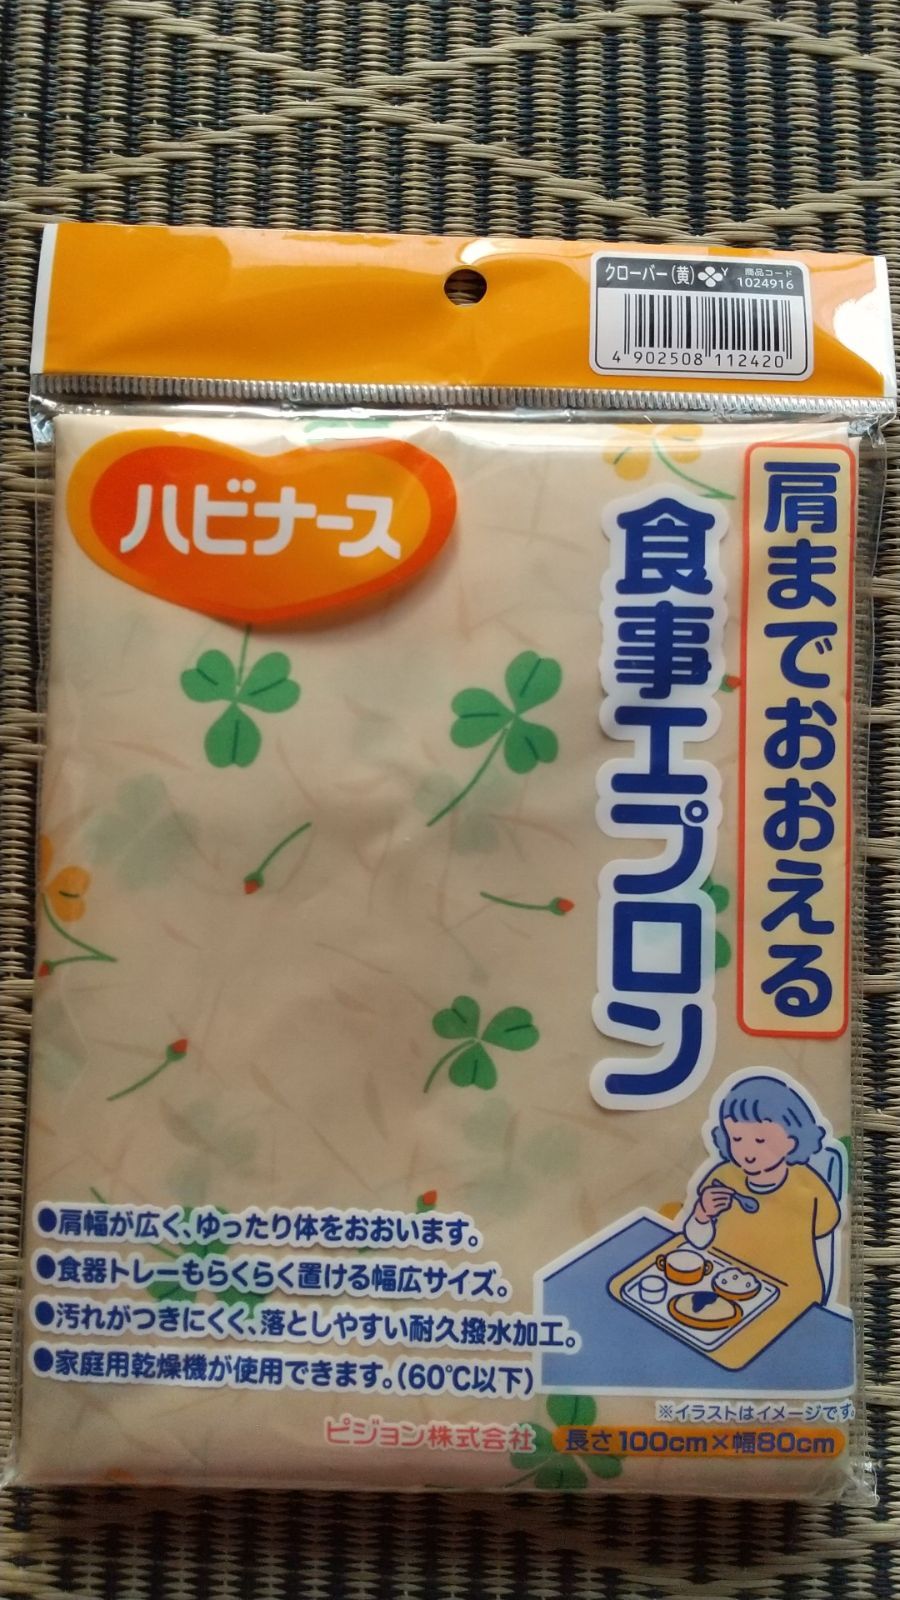 クローバー(黄) Y 商品コード
1024916
4 902508 112420
ハビナース
肩までおおえる
食事エプロン
●肩幅が広く、ゆったり体をおおいます。
●食器トレーもらくらく置ける幅広サイズ。
●汚れがつきにくく、落としやすい耐久撥水加工。
●家庭用乾燥機が使用できます。(60℃以下)
※イラストはイメージです。
ピジョン株式会社
長さ100cm×幅80cm